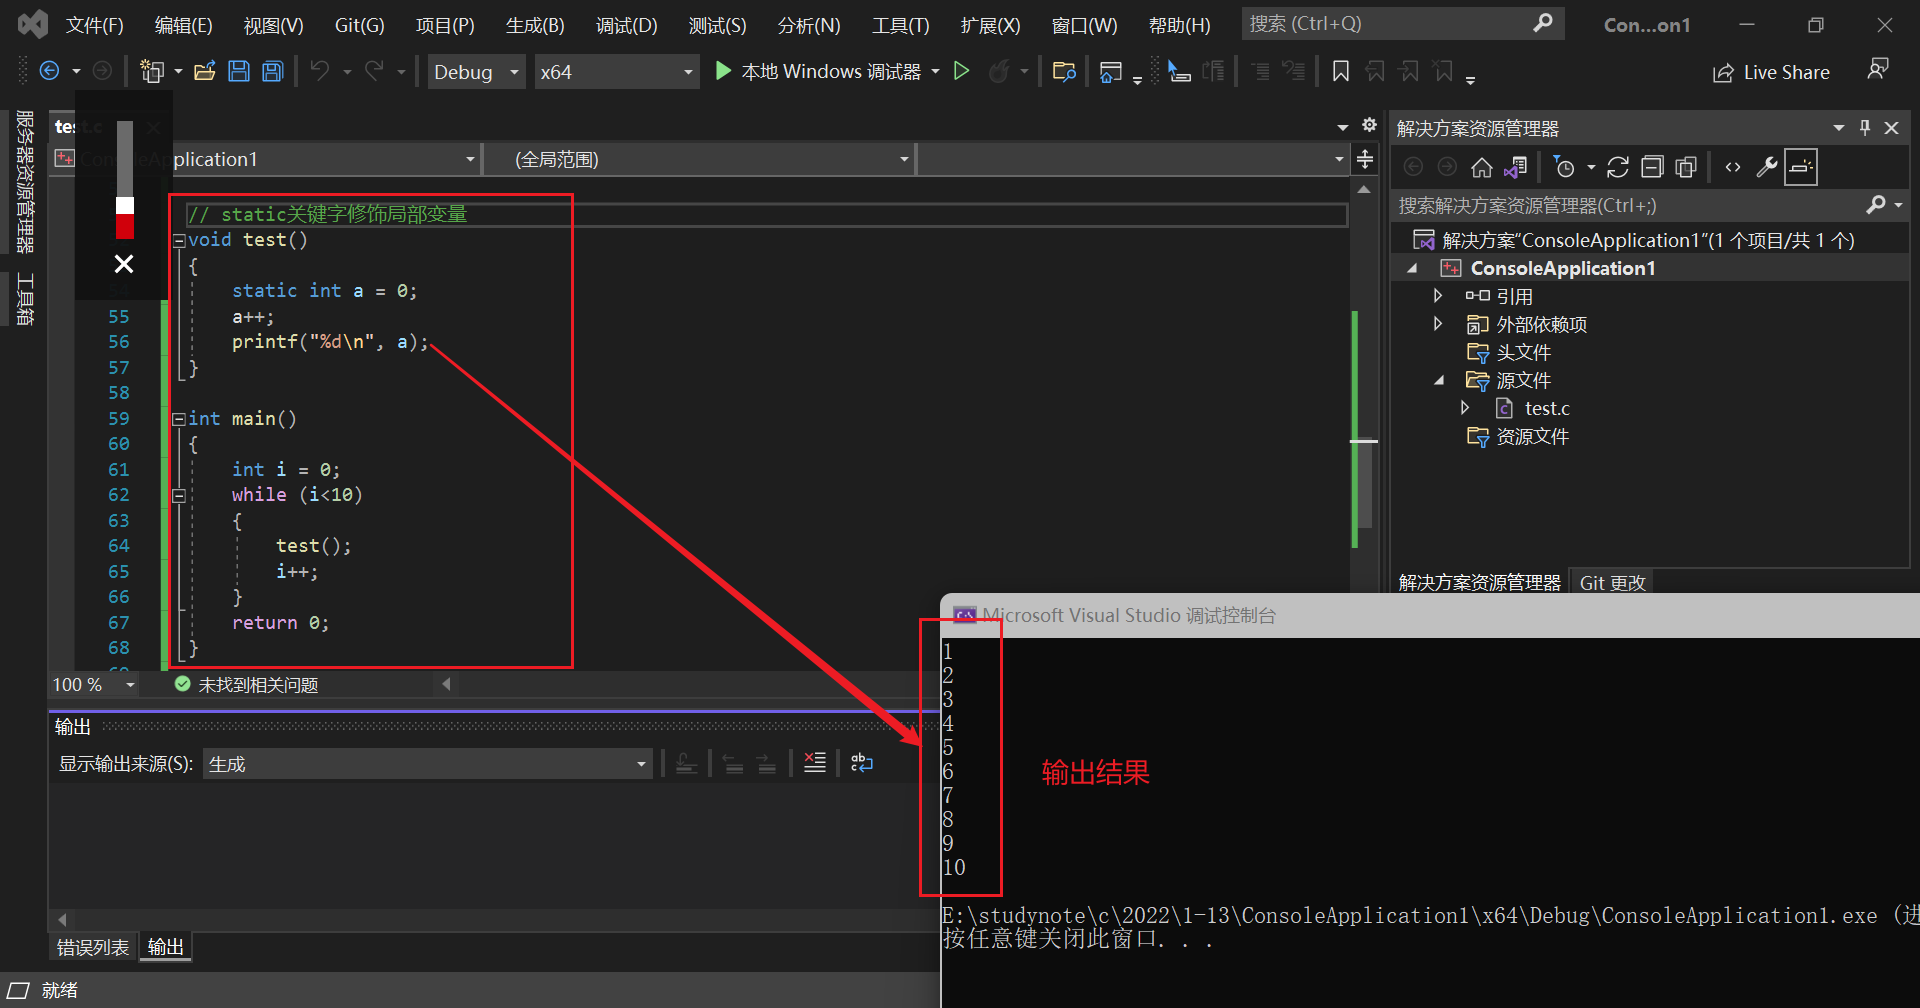 文件(F) 编辑(E) 视图(V) Git(G) 项目(P) 生成(B) 调试(D) 测试(S) 分析(N) 工具(T) 扩展(X) 窗口(W) 帮助(H) 搜索 (Ctrl+Q) Con...on1
Debug x64 本地 Windows 调试器 Live Share
服务器资源管理器
工具箱
test.c
ConsoleApplication1 (全局范围)
// static关键字修饰局部变量
void test()
{
static int a = 0;
55 a++;
56 printf("%d\n", a);
57 }
58
59 int main()
60 {
61 int i = 0;
62 while (i<10)
63 {
64 test();
65 i++;
66 }
67 return 0;
68 }
100 % 未找到相关问题
输出
显示输出来源(S): 生成
错误列表 输出
就绪
解决方案资源管理器
搜索解决方案资源管理器(Ctrl+;)
解决方案"ConsoleApplication1"(1 个项目/共 1 个)
ConsoleApplication1
引用
外部依赖项
头文件
源文件
test.c
资源文件
解决方案资源管理器 Git 更改
Microsoft Visual Studio 调试控制台
1
2
3
4
5
6
7
8
9
10
输出结果
E:\studynote\c\2022\1-13\ConsoleApplication1\x64\Debug\ConsoleApplication1.exe (进
按任意键关闭此窗口. . .